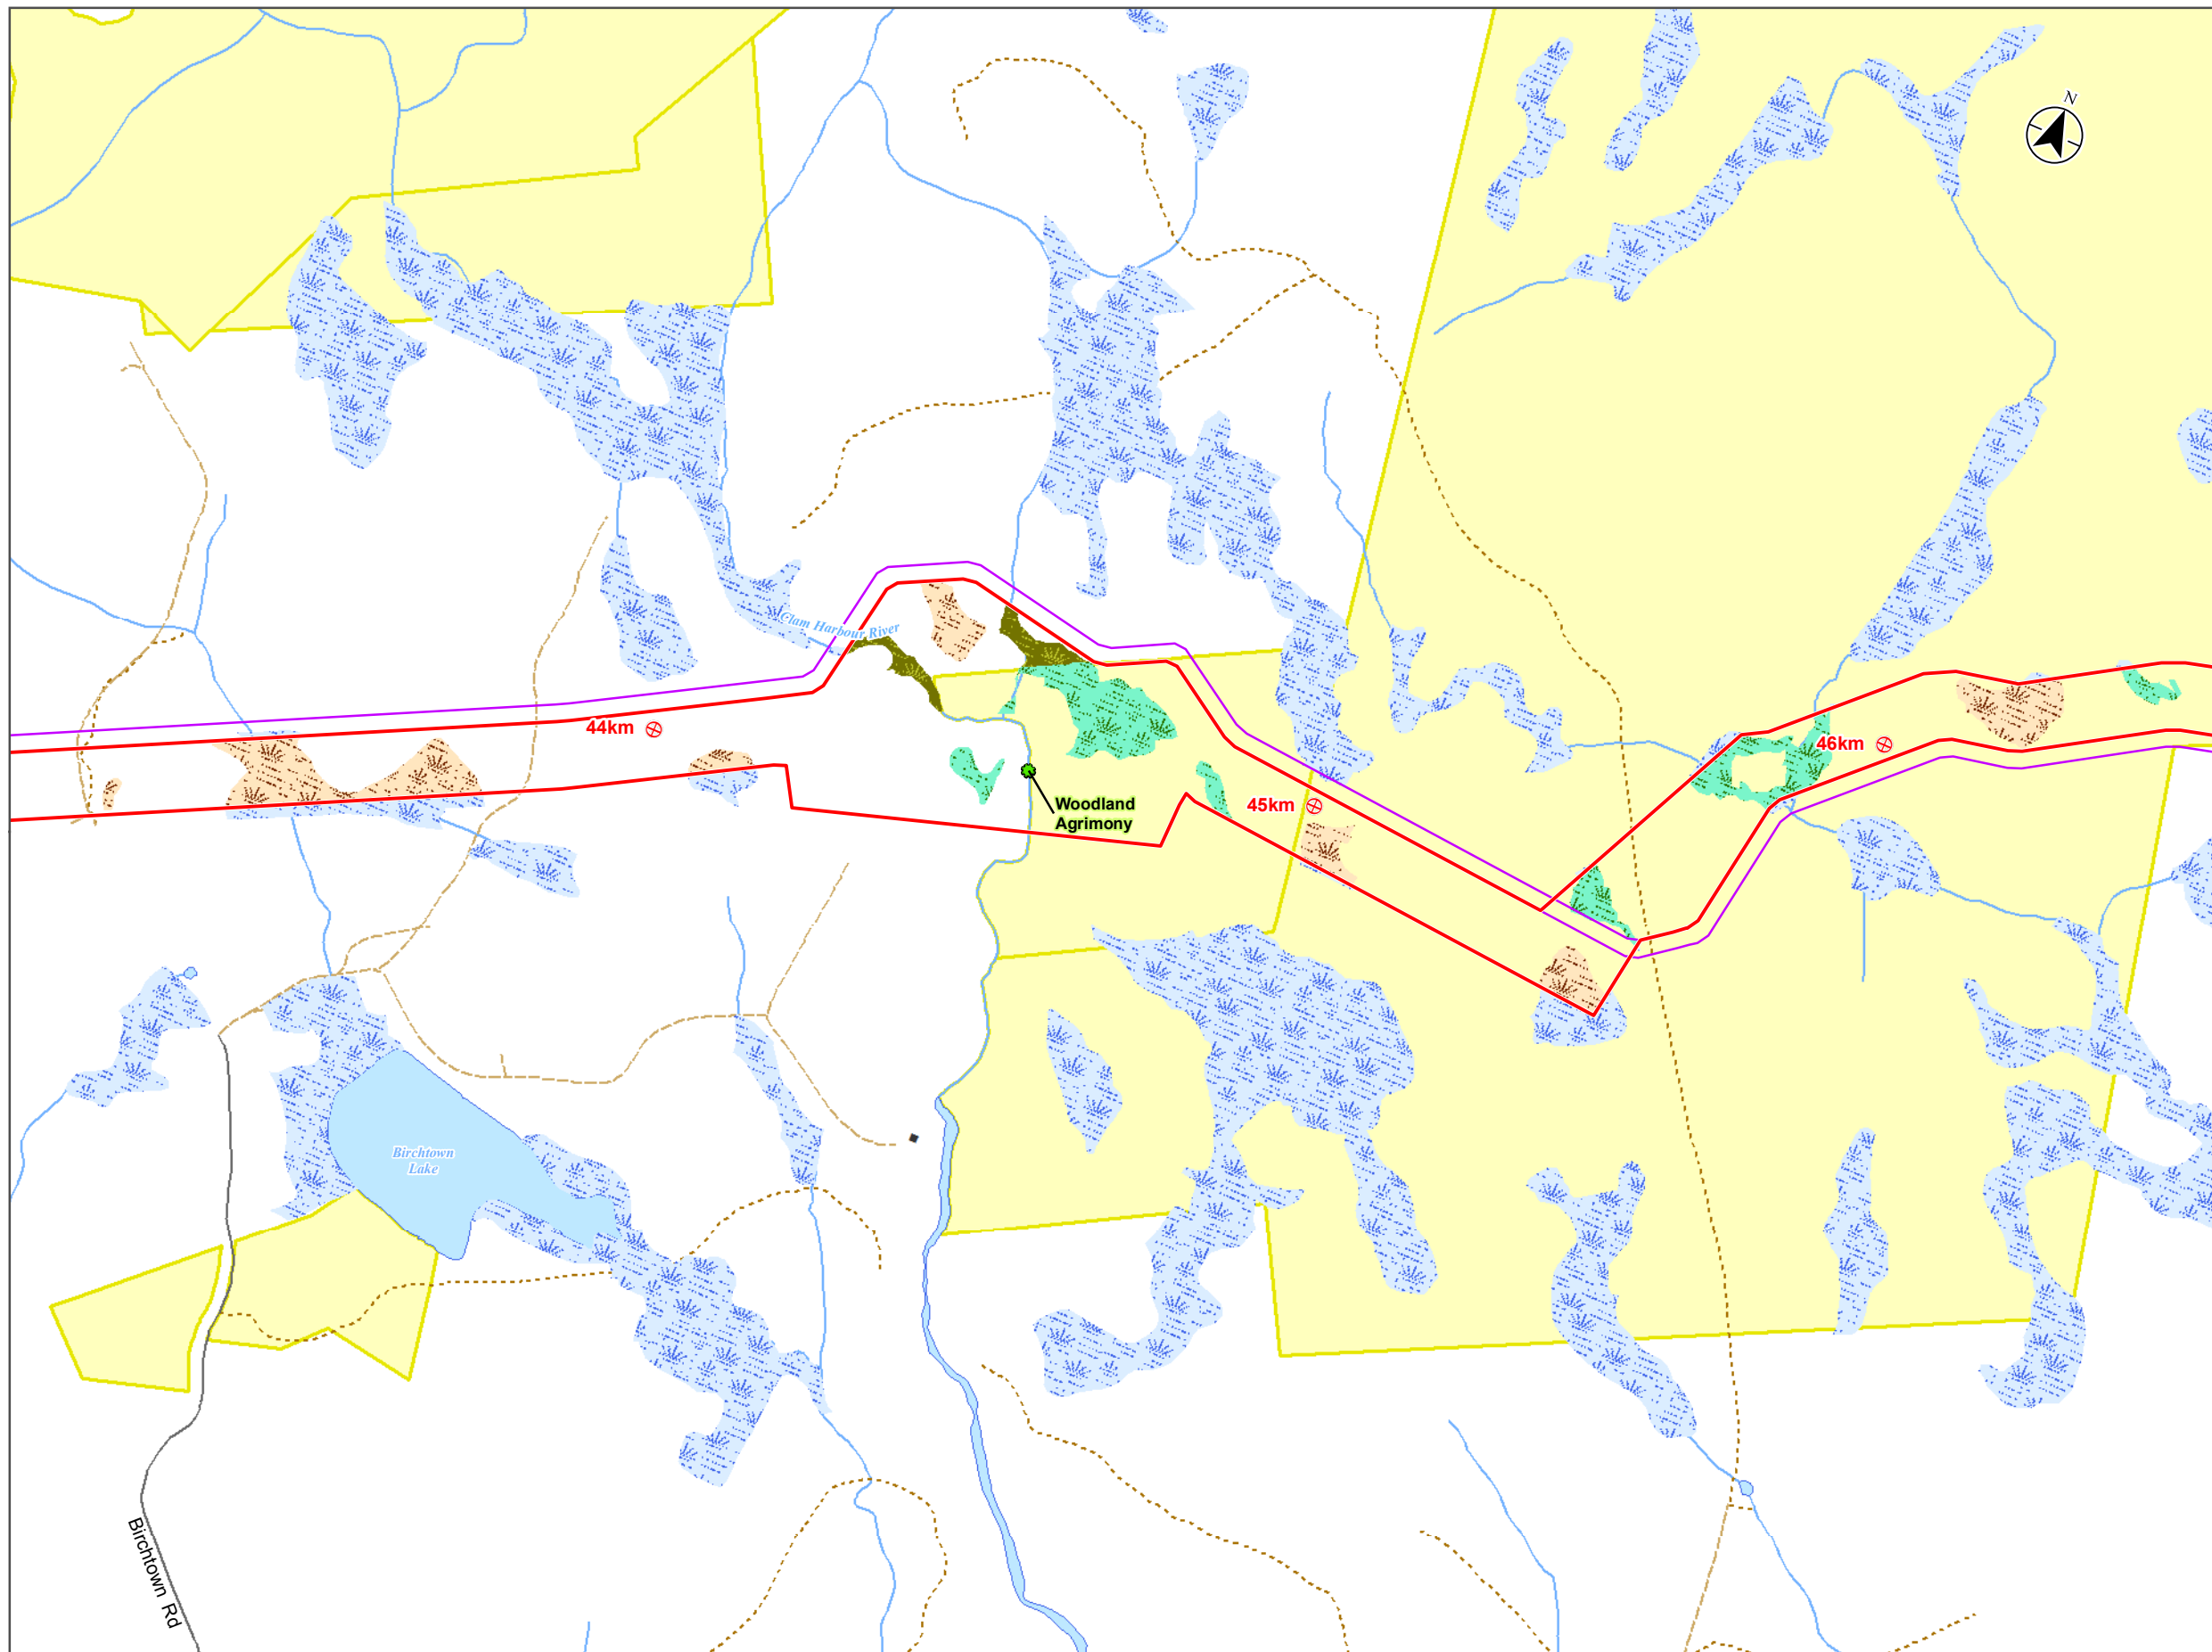 N
Clam Harbour River
44km
Woodland
Agrimony
45km
46km
Birchtown
Lake
Birchtown Rd